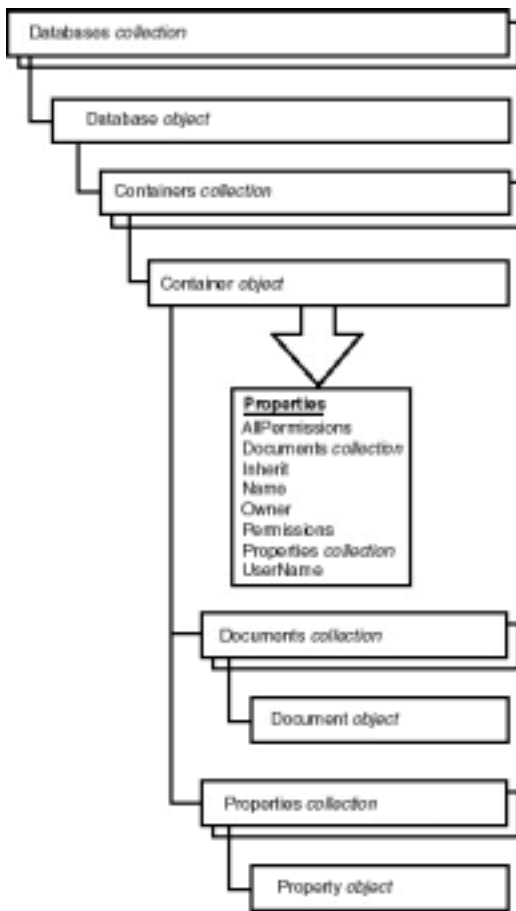 Databases collection
Database object
Containers collection
Container object
Properties
AllPermissions
Documents collection
Inherit
Name
Owner
Permissions
Properties collection
UserName
Documents collection
Document object
Properties collection
Property object